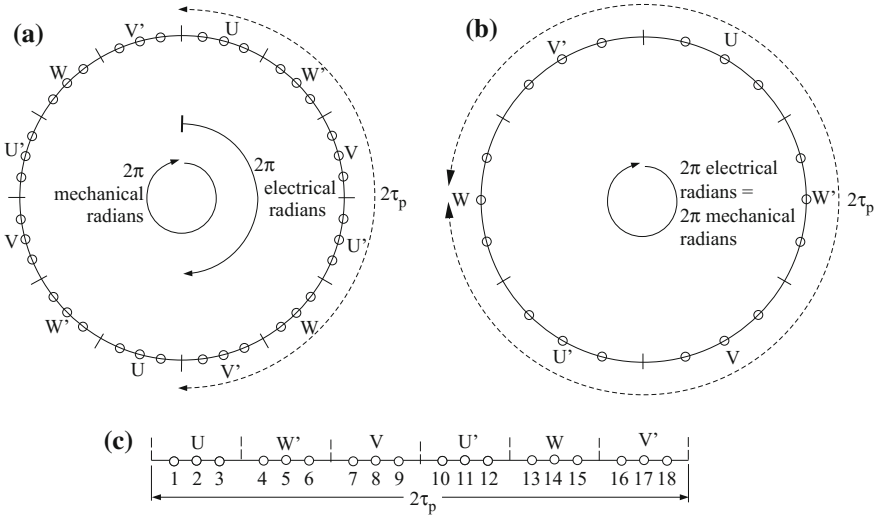 (a)
V' U
W W'
U' V
2π
mechanical
radians
2π
electrical
radians
2τp
V U'
W' W
U V'
(b)
V' U
W W'
2π electrical
radians =
2π mechanical
radians
2τp
U' V
(c)
U W' V U' W V'
1 2 3 4 5 6 7 8 9 10 11 12 13 14 15 16 17 18
2τp